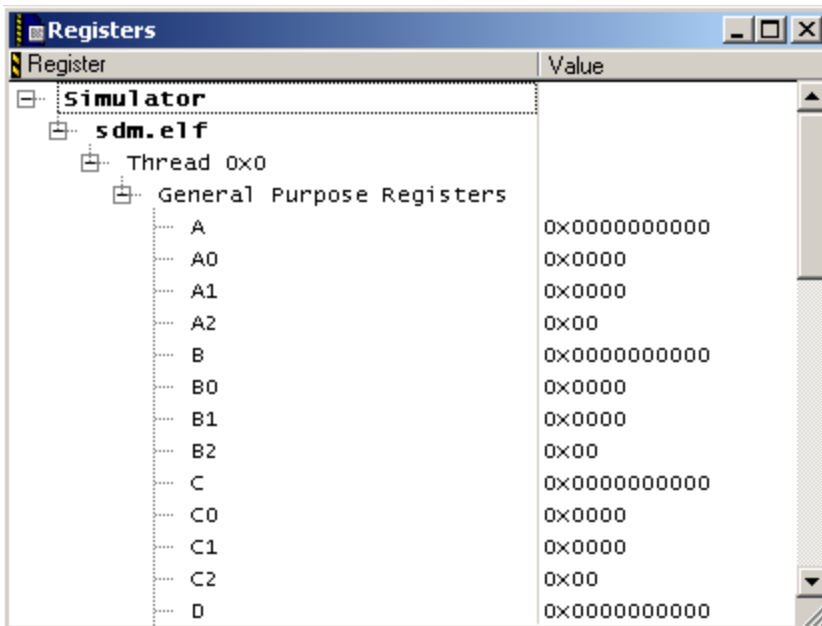 Registers
Register Value
Simulator
sdm.elf
Thread 0x0
General Purpose Registers
A 0x0000000000
A0 0x0000
A1 0x0000
A2 0x00
B 0x0000000000
B0 0x0000
B1 0x0000
B2 0x00
C 0x0000000000
C0 0x0000
C1 0x0000
C2 0x00
D 0x0000000000